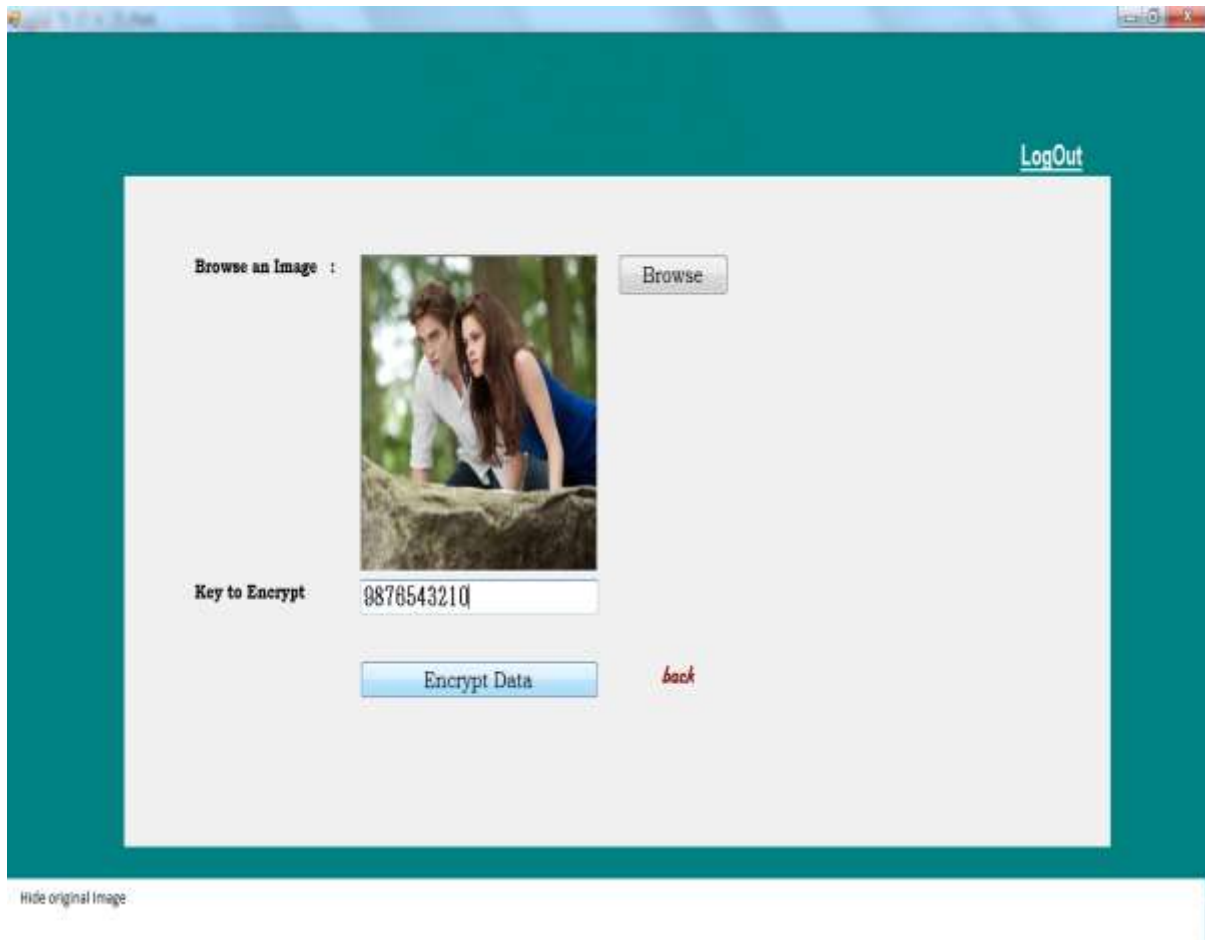 LogOut
Browse an Image :
Browse
Key to Encrypt
9876543210
Encrypt Data
back
Hide original Image